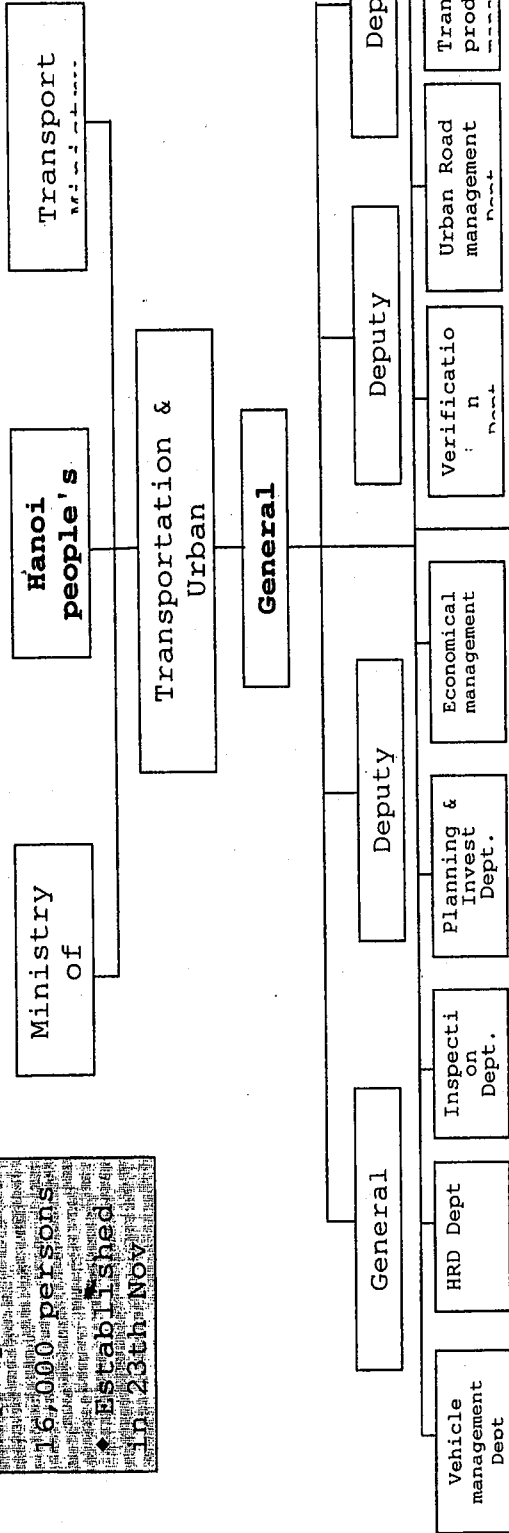 16,000 persons
◆ Established
in 23th Nov
Ministry
of
Hanoi
people's
Transport
Transportation &
Urban
General
General
Deputy
Deputy
Dep
Vehicle
management
Dept
HRD Dept
Inspecti
on
Dept.
Planning &
Invest
Dept.
Economical
management
Verificatio
n
Urban Road
management
Tran
prod